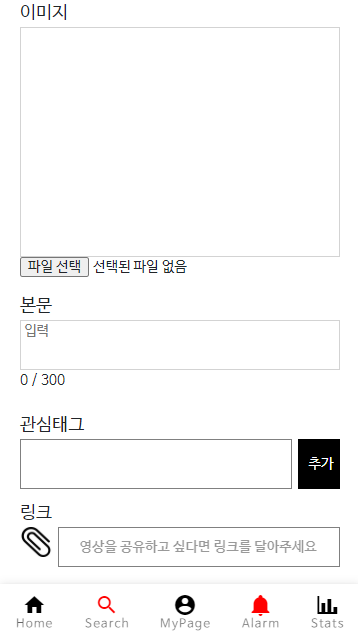 이미지
파일 선택 선택된 파일 없음
본문
입력
0 / 300
관심태그
추가
링크
영상을 공유하고 싶다면 링크를 달아주세요
Home Search MyPage Alarm Stats